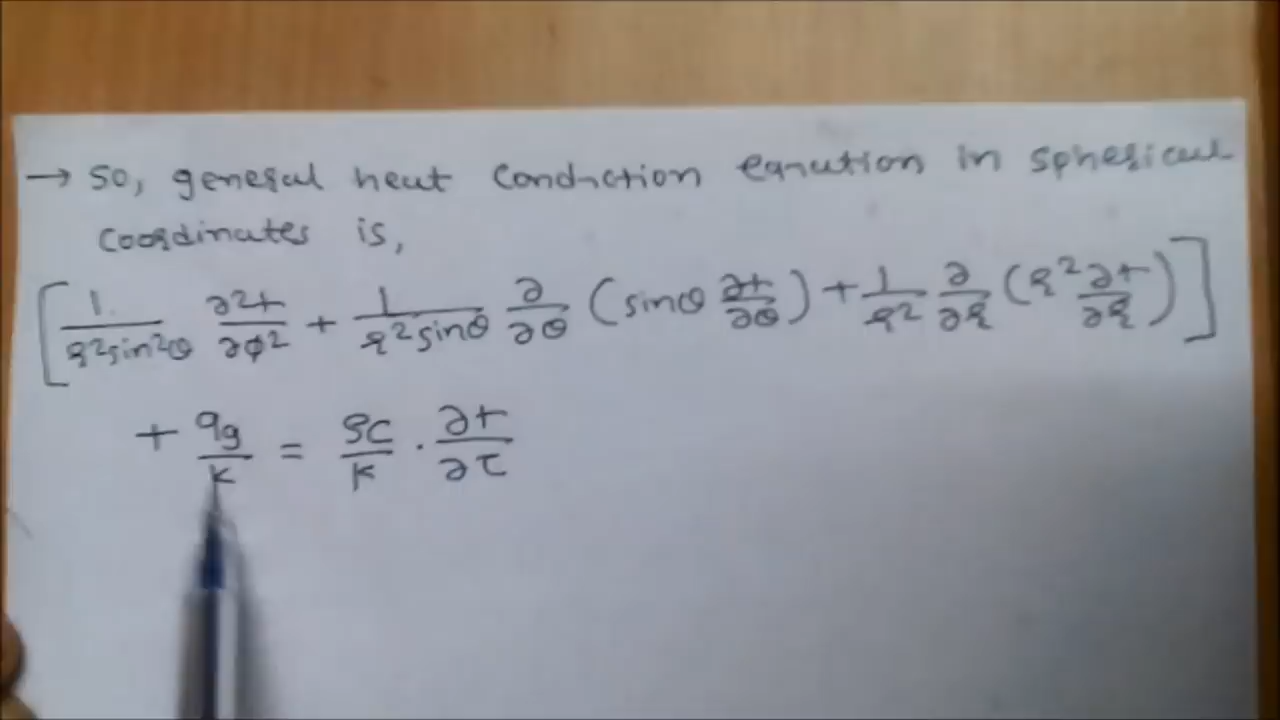 → so, general heat conduction equation in spherical
coordinates is,
[1/(r²sin²θ) ∂²t/∂φ² + 1/(r²sinθ) ∂/∂θ (sinθ ∂t/∂θ) + 1/r² ∂/∂r (r² ∂t/∂r)]
+ qg/k = ρc/k · ∂t/∂τ